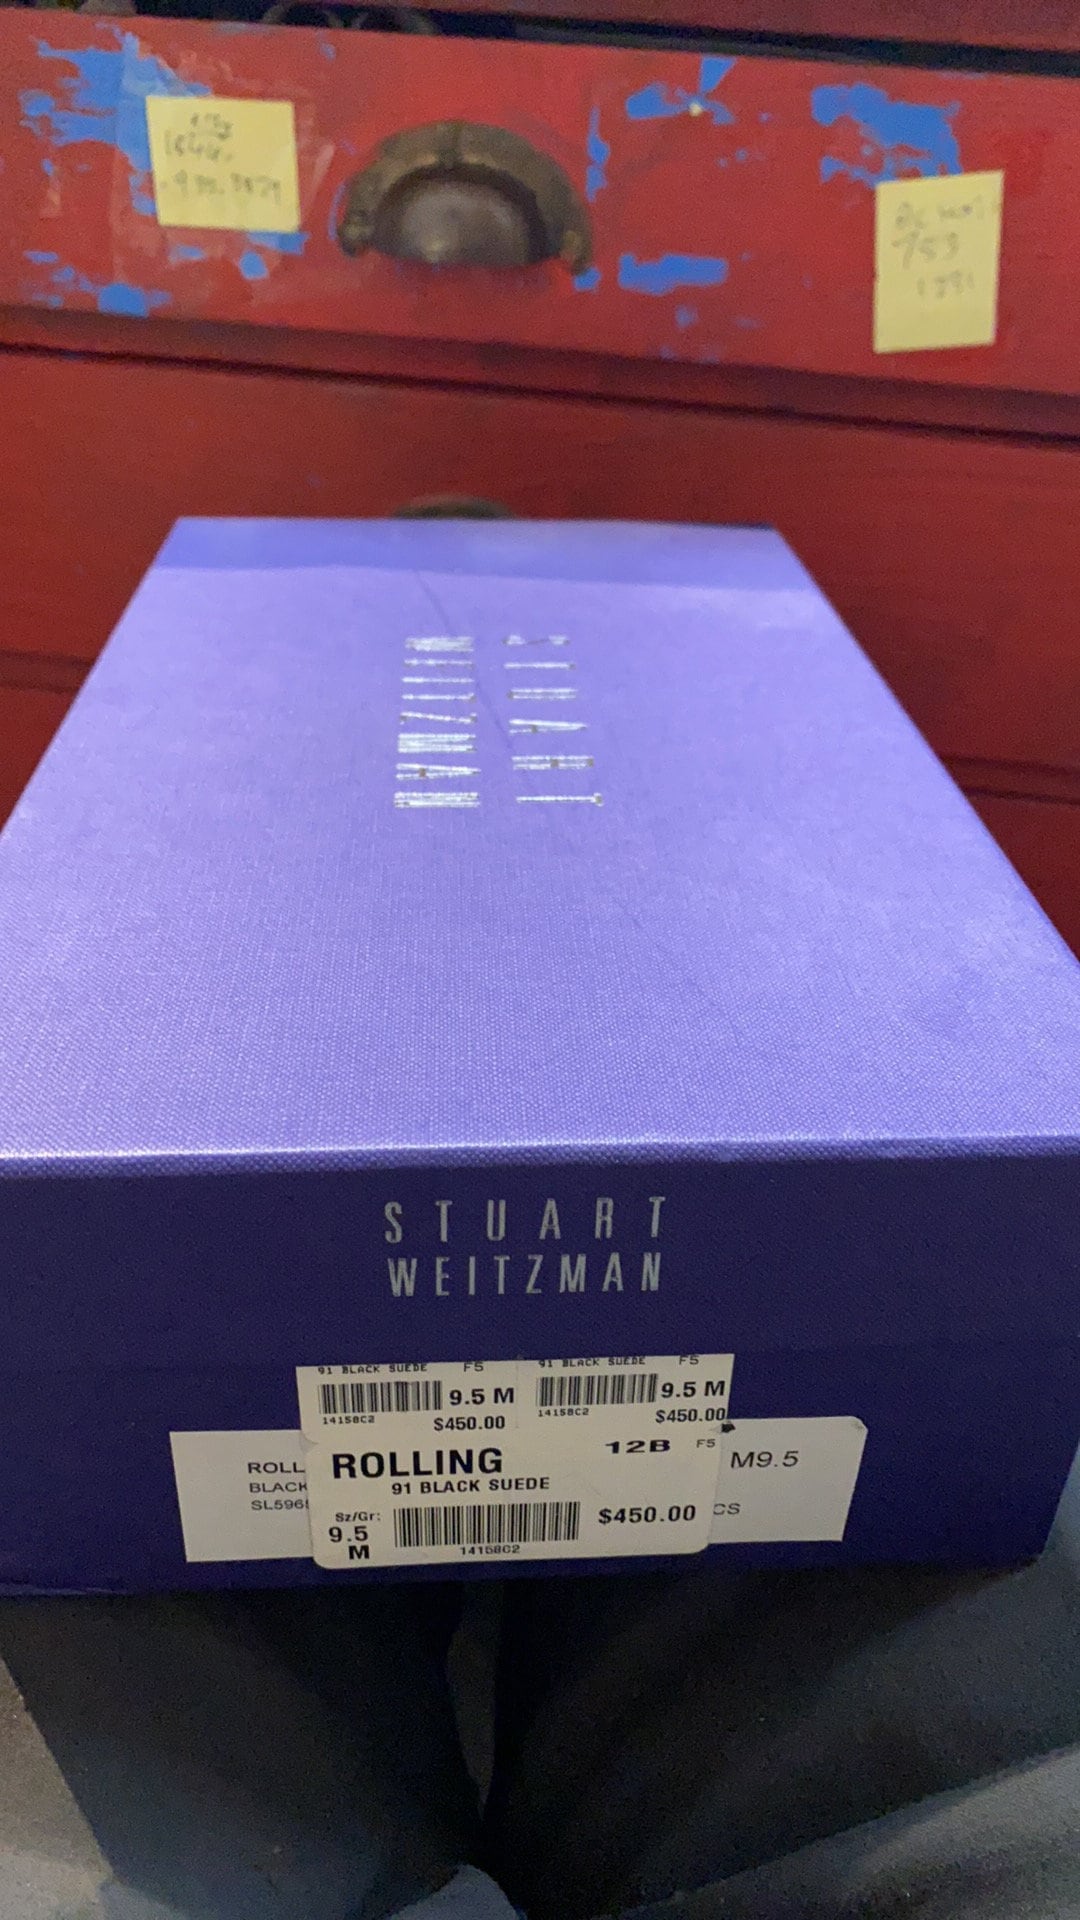 753
STUART
WEITZMAN
STUART
WEITZMAN
91 BLACK SUEDE F5
9.5 M
14158C2 $450.00
91 BLACK SUEDE F5
9.5 M
14158C2 $450.00
ROLLING 12B F5
91 BLACK SUEDE
Sz/Gr:
9.5
M
$450.00
14158C2
ROLL
BLACK
SL596
M9.5
CS